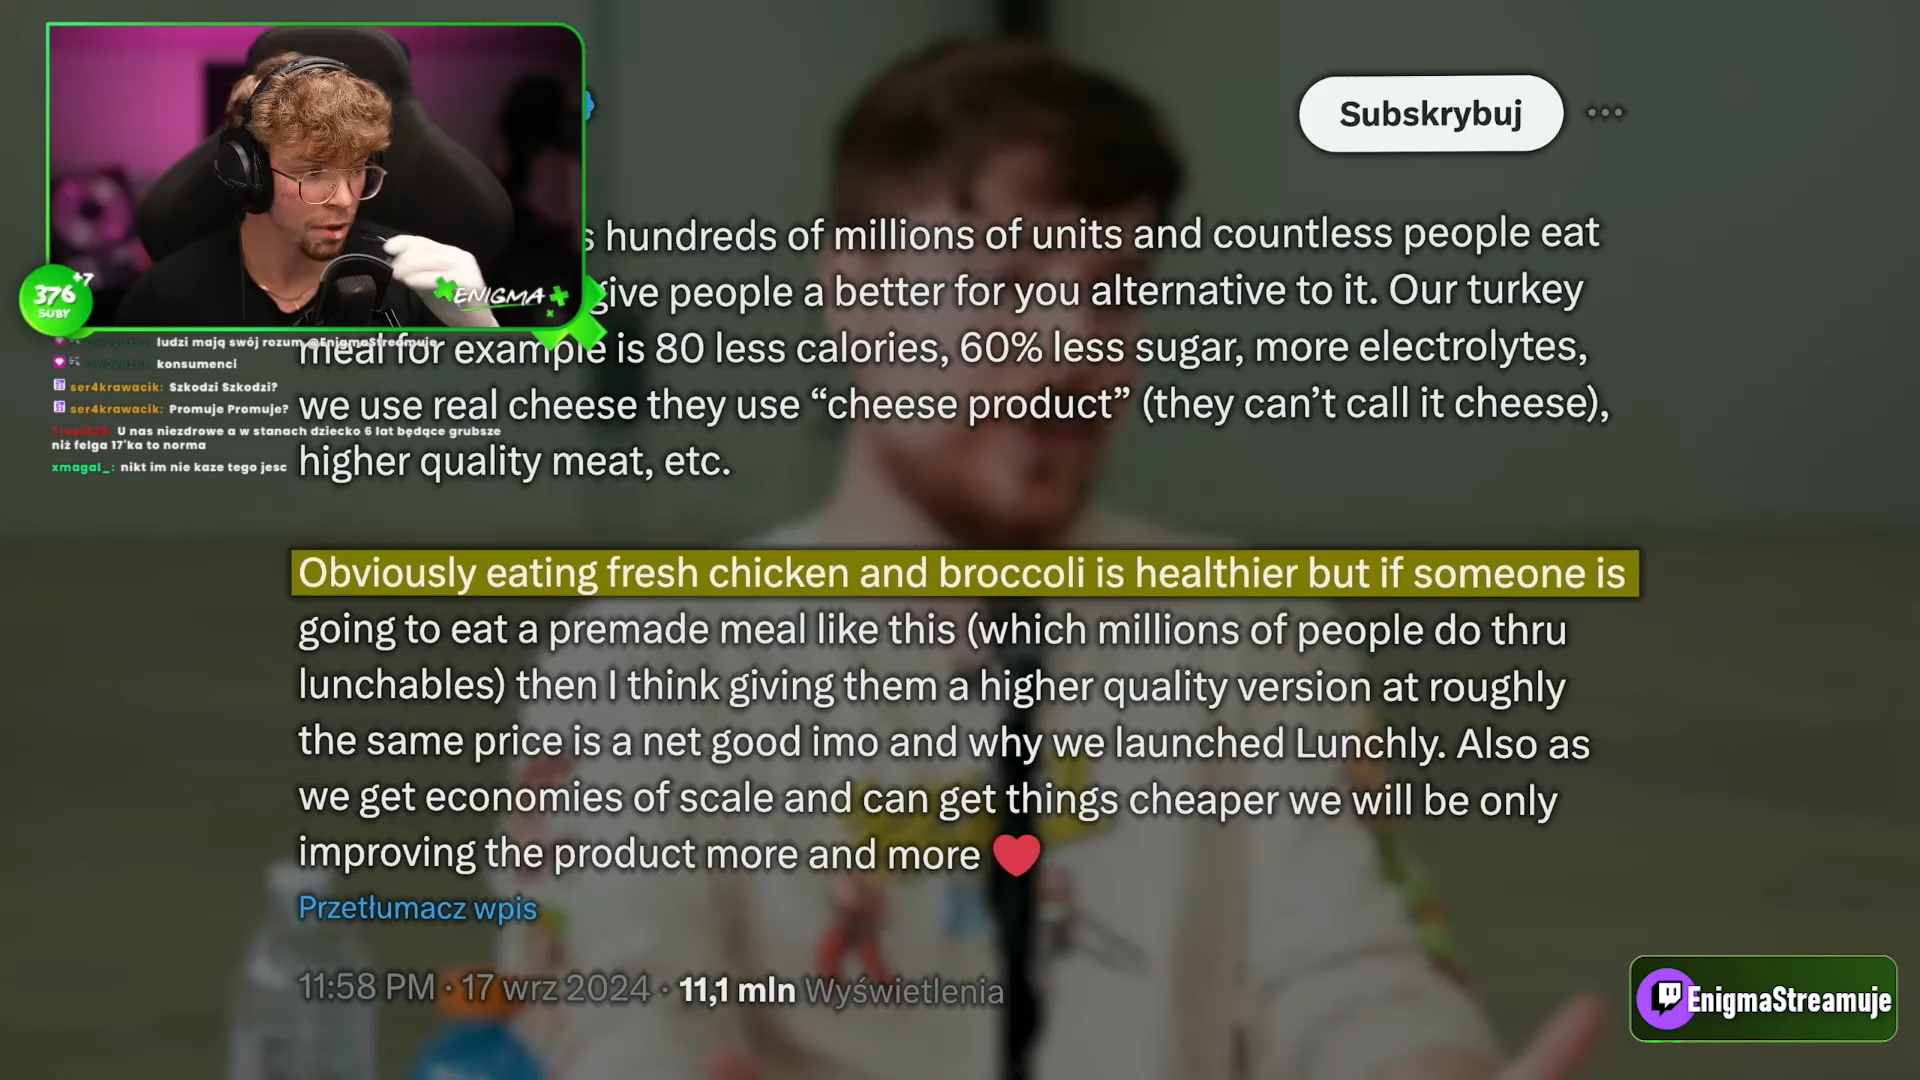 Subskrybuj
s hundreds of millions of units and countless people eat
give people a better for you alternative to it. Our turkey
meal for example is 80 less calories, 60% less sugar, more electrolytes,
we use real cheese they use “cheese product” (they can’t call it cheese),
higher quality meat, etc.
Obviously eating fresh chicken and broccoli is healthier but if someone is
going to eat a premade meal like this (which millions of people do thru
lunchables) then I think giving them a higher quality version at roughly
the same price is a net good imo and why we launched Lunchly. Also as
we get economies of scale and can get things cheaper we will be only
improving the product more and more ❤️
Przetłumacz wpis
11:58 PM · 17 wrz 2024 · 11,1 mln Wyświetlenia
+7
376
SUBY
ENIGMA
ludzi mają swój rozum @EnigmaStreamuje
konsumenci
ser4krawacik: Szkodzi Szkodzi?
ser4krawacik: Promuje Promuje?
U nas niezdrowe a w stanach dziecko 6 lat będące grubsze
niż felga 17'ka to norma
xmagal_: nikt im nie kaze tego jesc
EnigmaStreamuje